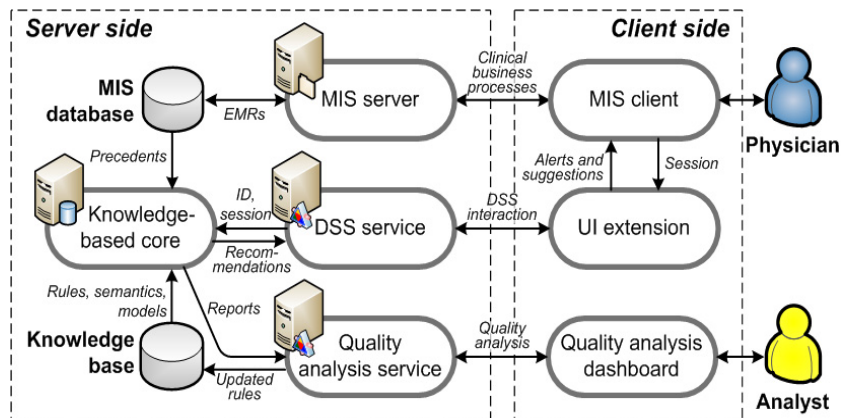 Server side
Client side
MIS
database
EMRs
MIS server
Clinical
business
processes
MIS client
Physician
Precedents
Alerts and
suggestions
Session
Knowledge-
based core
ID,
session
Recom-
mendations
DSS service
DSS
interaction
UI extension
Rules, semantics,
models
Reports
Knowledge
base
Updated
rules
Quality
analysis service
Quality
analysis
Quality analysis
dashboard
Analyst